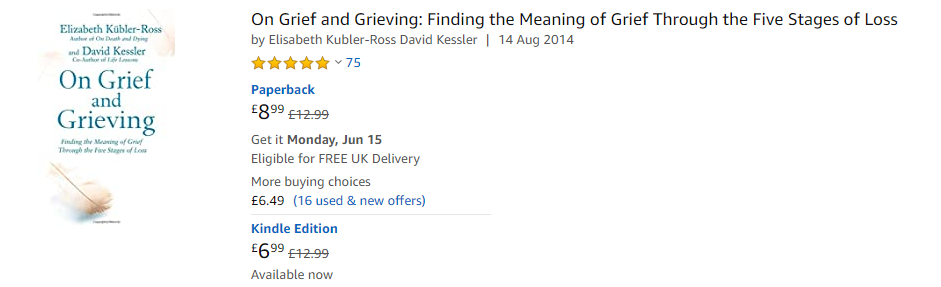 Elizabeth Kübler-Ross
Author of On Death and Dying
and David Kessler
Co-Author of Life Lessons
On Grief
and
Grieving
Finding the Meaning of Grief
Through the Five Stages of Loss
On Grief and Grieving: Finding the Meaning of Grief Through the Five Stages of Loss
by Elisabeth Kubler-Ross David Kessler | 14 Aug 2014
75
Paperback
£8⁹⁹ £12.99
Get it Monday, Jun 15
Eligible for FREE UK Delivery
More buying choices
£6.49 (16 used & new offers)
Kindle Edition
£6⁹⁹ £12.99
Available now